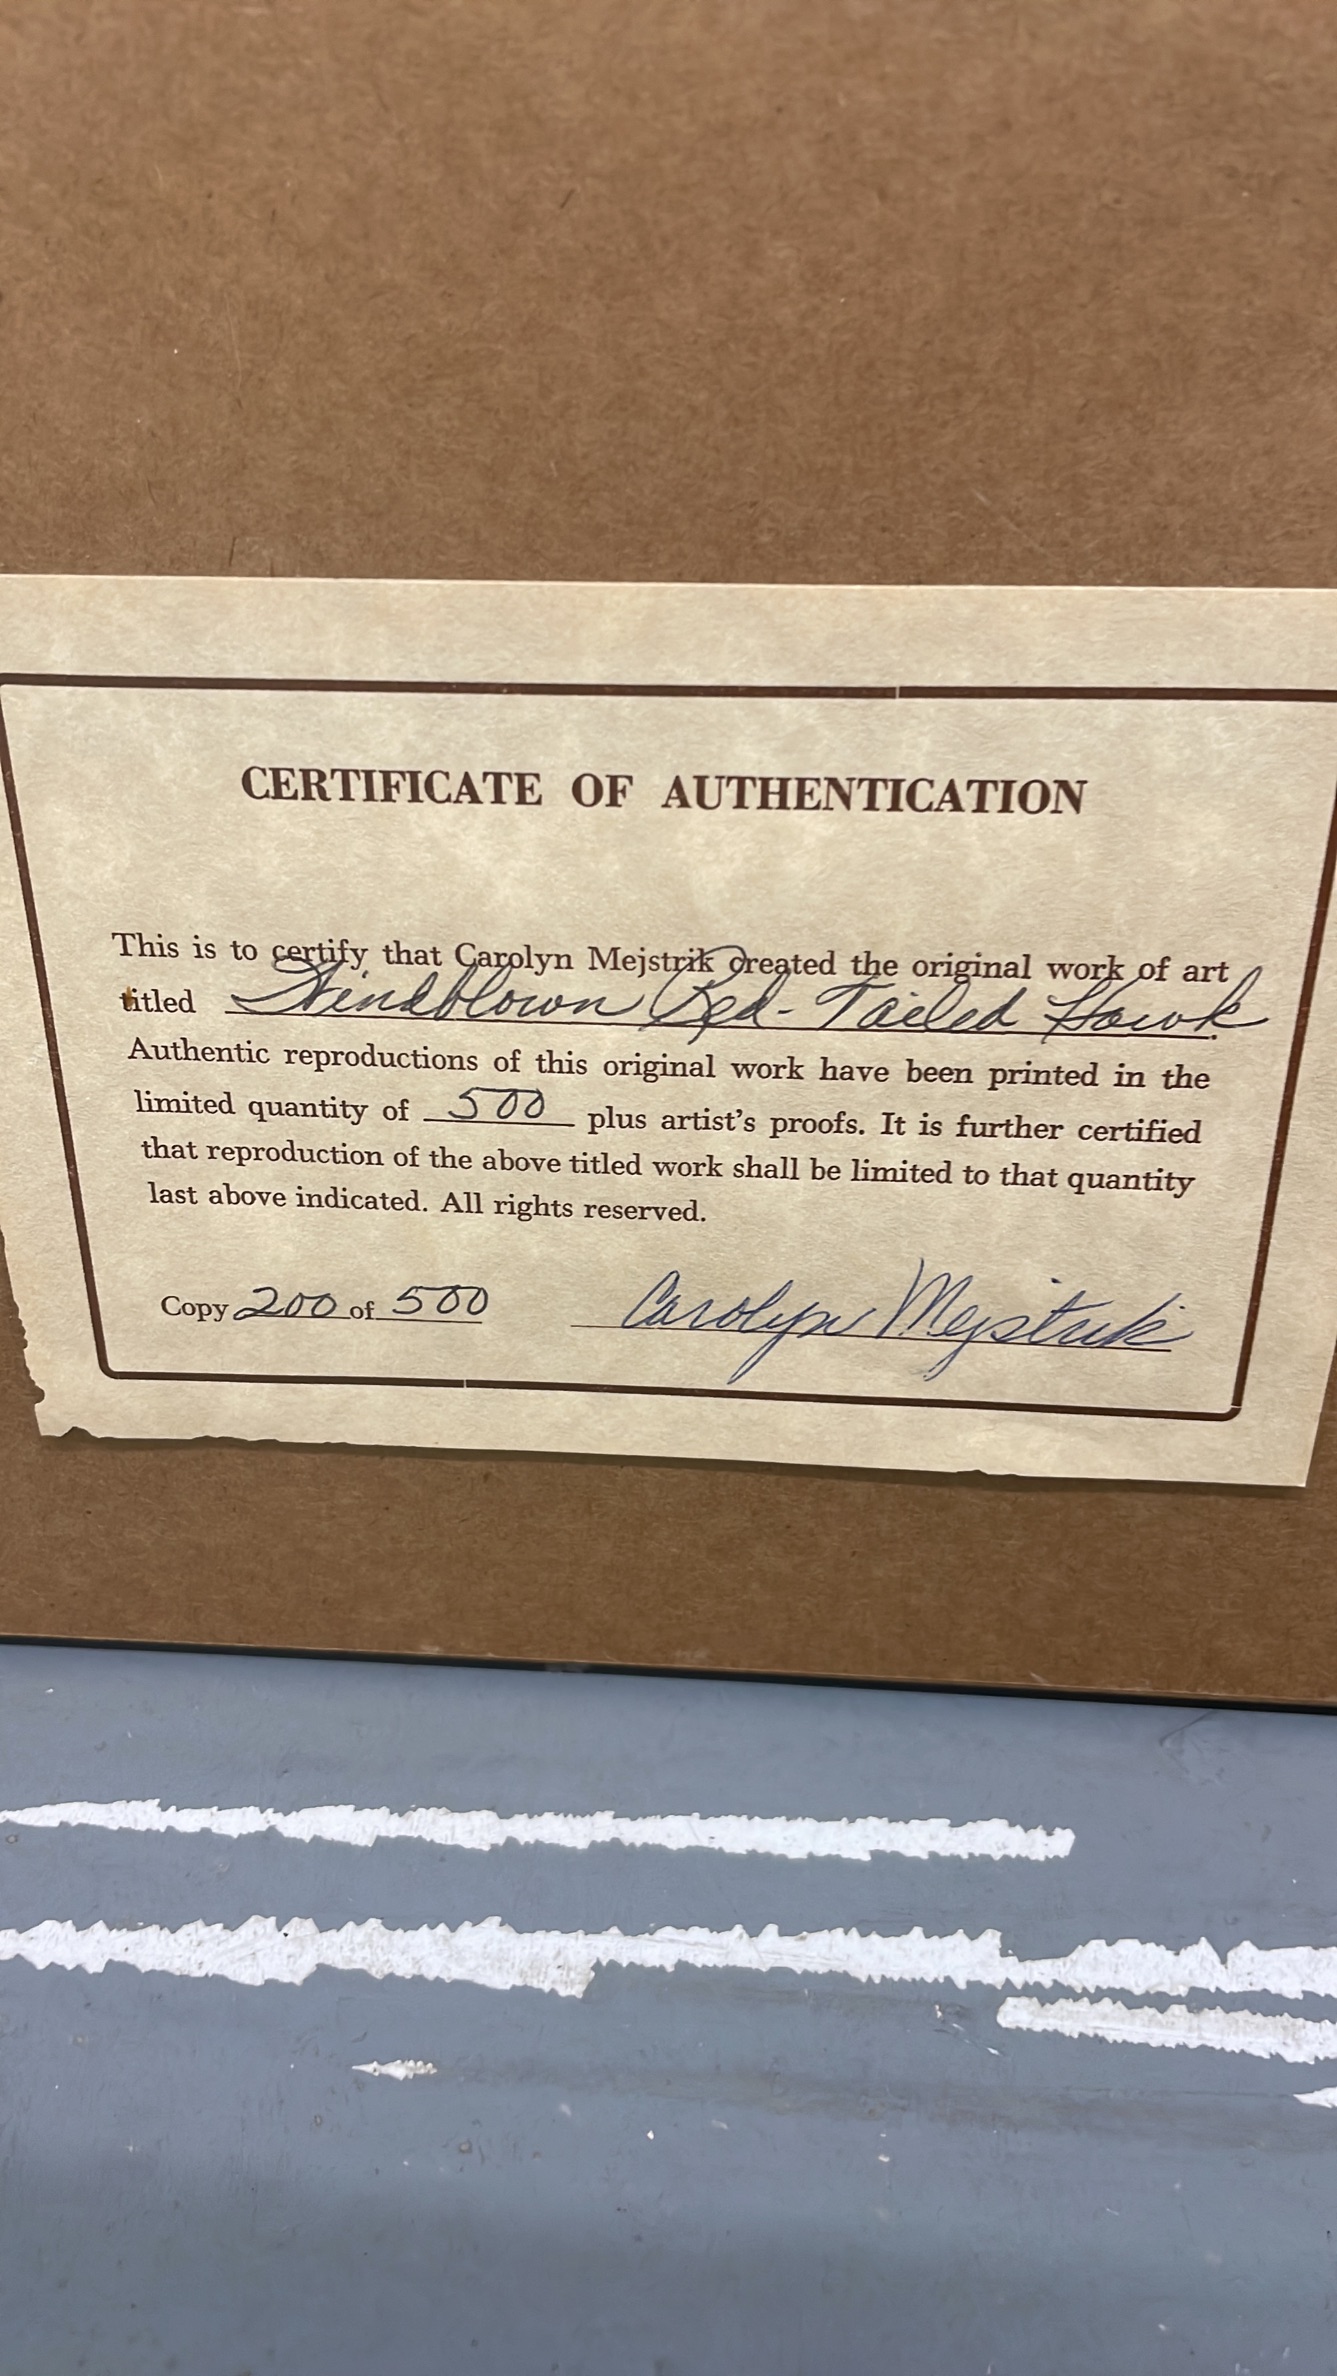 CERTIFICATE OF AUTHENTICATION
This is to certify that Carolyn Mejstrik created the original work of art
titled Windblown Red-Tailed Hawk.
Authentic reproductions of this original work have been printed in the
limited quantity of 500 plus artist's proofs. It is further certified
that reproduction of the above titled work shall be limited to that quantity
last above indicated. All rights reserved.
Copy 200 of 500 Carolyn Mejstrik